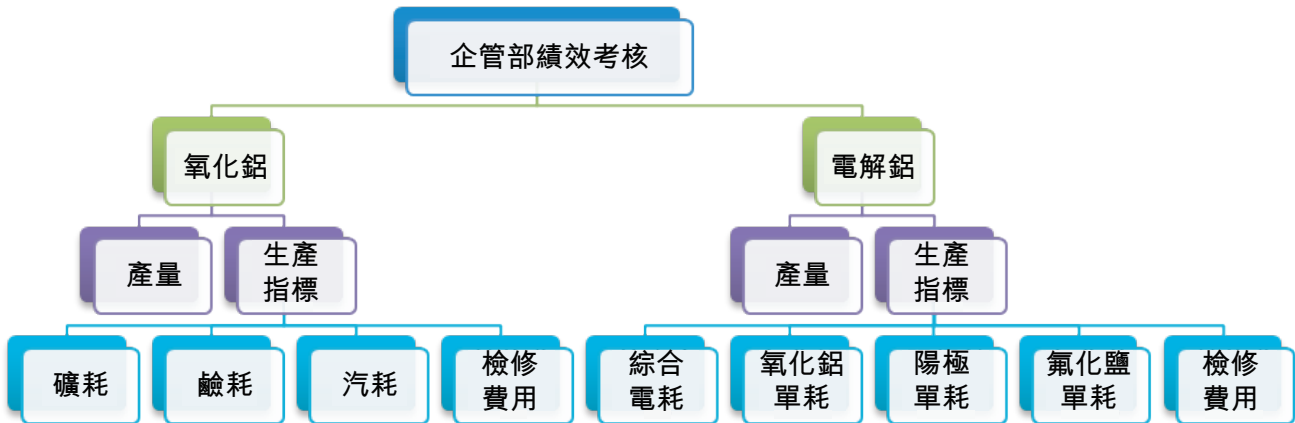 企管部績效考核
氧化鋁
電解鋁
產量
生產
指標
產量
生產
指標
礦耗
鹼耗
汽耗
檢修
費用
綜合
電耗
氧化鋁
單耗
陽極
單耗
氟化鹽
單耗
檢修
費用